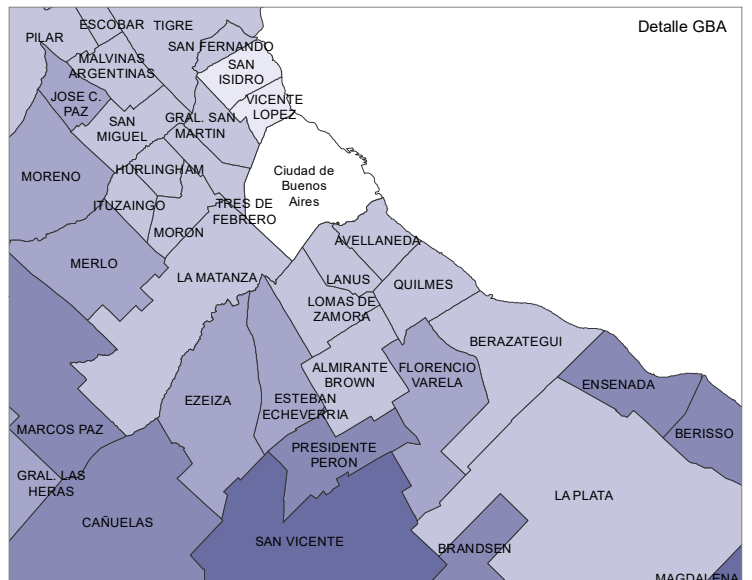 Detalle GBA
ESCOBAR
TIGRE
PILAR
SAN FERNANDO
MALVINAS
ARGENTINAS
SAN
ISIDRO
JOSE C.
PAZ
VICENTE
LOPEZ
SAN
MIGUEL
GRAL. SAN
MARTIN
HURLINGHAM
MORENO
Ciudad de
Buenos
Aires
ITUZAINGO
TRES DE
FEBRERO
MORON
AVELLANEDA
MERLO
LA MATANZA
LANUS
QUILMES
LOMAS DE
ZAMORA
BERAZATEGUI
ALMIRANTE
BROWN
FLORENCIO
VARELA
ENSENADA
EZEIZA
ESTEBAN
ECHEVERRIA
MARCOS PAZ
BERISSO
PRESIDENTE
PERON
GRAL. LAS
HERAS
LA PLATA
CAÑUELAS
SAN VICENTE
BRANDSEN
MAGDALENA